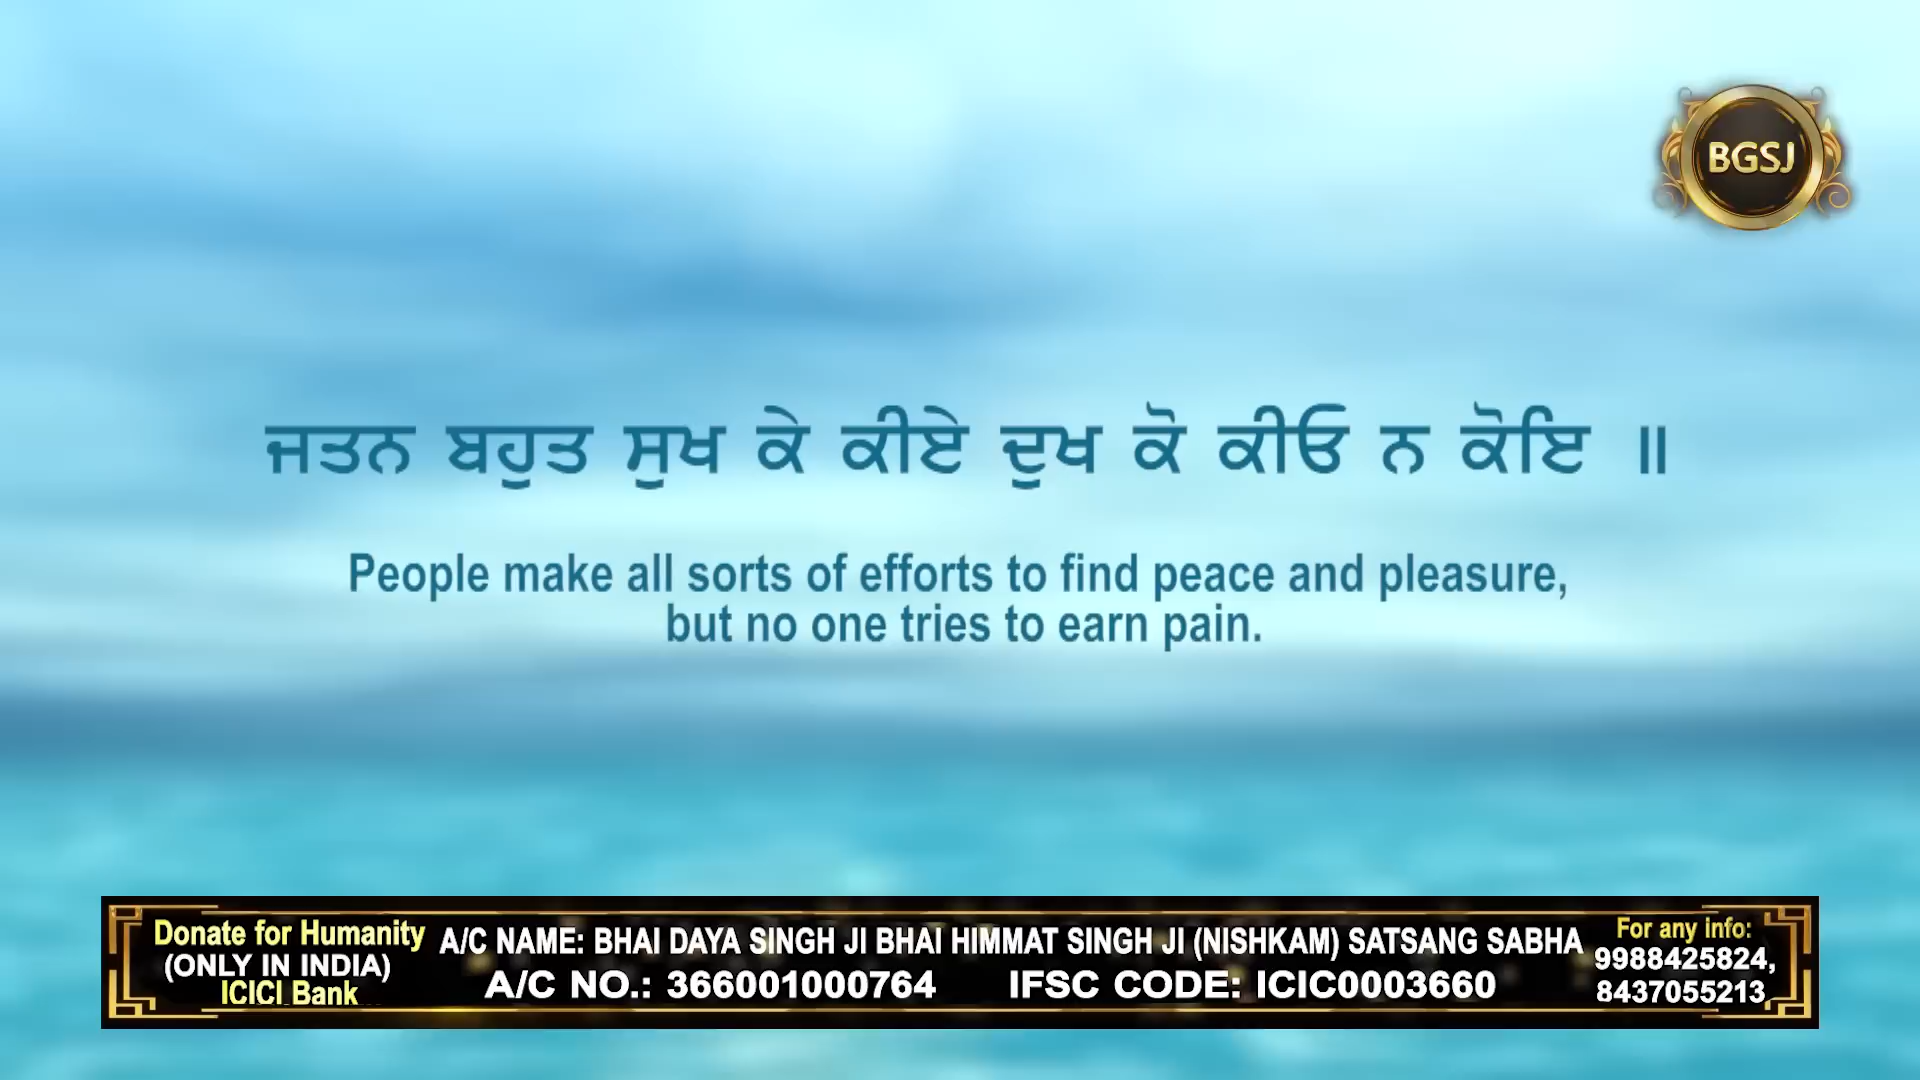 BGSJ
ਜਤਨ ਬਹੁਤ ਸੁਖ ਕੇ ਕੀਏ ਦੁਖ ਕੋ ਕੀਓ ਨ ਕੋਇ ॥
People make all sorts of efforts to find peace and pleasure,
but no one tries to earn pain.
Donate for Humanity
(ONLY IN INDIA)
ICICI Bank
A/C NAME: BHAI DAYA SINGH JI BHAI HIMMAT SINGH JI (NISHKAM) SATSANG SABHA
A/C NO.: 366001000764 IFSC CODE: ICIC0003660
For any info:
9988425824,
8437055213